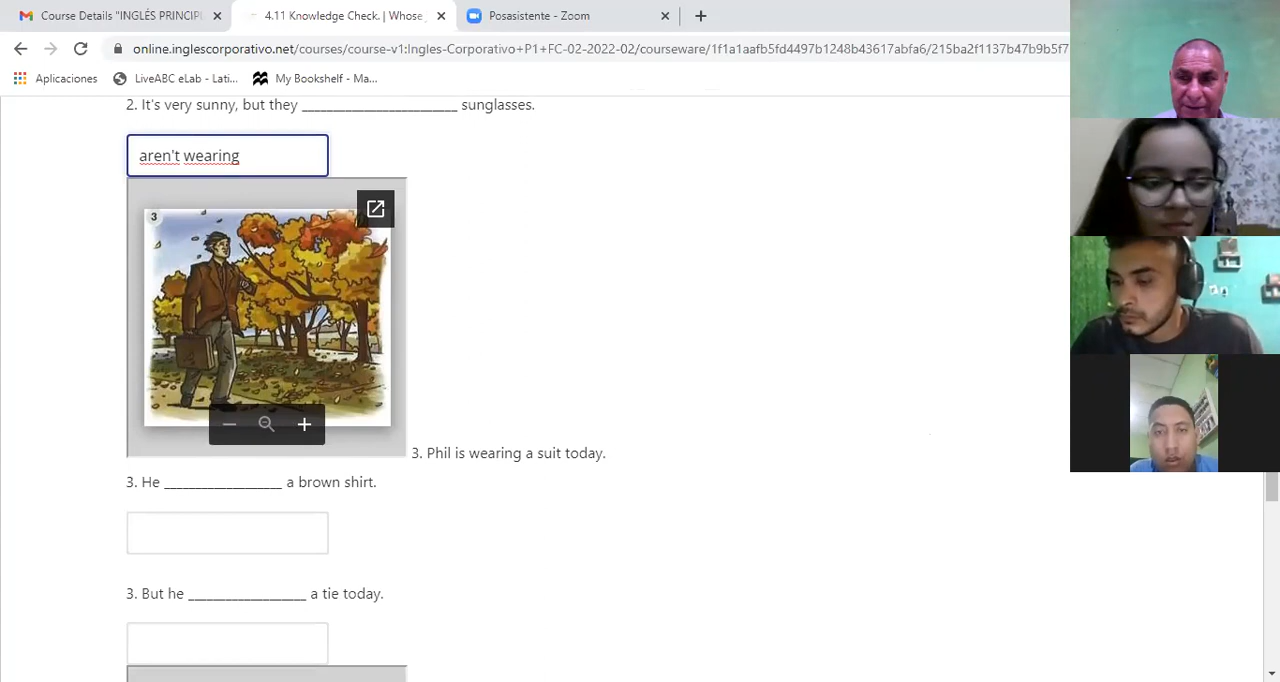 Course Details "INGLÉS PRINCIPI
4.11 Knowledge Check. | Whose
Posasistente - Zoom
online.inglescorporativo.net/courses/course-v1:Ingles-Corporativo+P1+FC-02-2022-02/courseware/1f1a1aafb5fd4497b1248b43617abfa6/215ba2f1137b47b9b5f7
Aplicaciones
LiveABC eLab - Lati...
My Bookshelf - Ma...
2. It's very sunny, but they _________________________ sunglasses.
aren't wearing
3
3. Phil is wearing a suit today.
3. He __________________ a brown shirt.
3. But he __________________ a tie today.